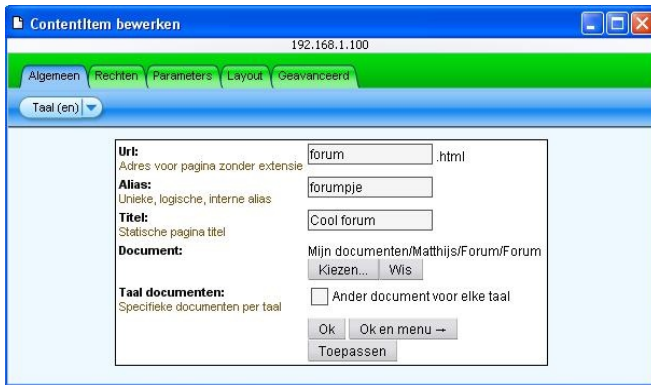 ContentItem bewerken
192.168.1.100
Algemeen Rechten Parameters Layout Geavanceerd
Taal (en)
Url: forum .html
Adres voor pagina zonder extensie
Alias: forumpje
Unieke, logische, interne alias
Titel: Cool forum
Statische pagina titel
Document: Mijn documenten/Matthijs/Forum/Forum
Kiezen... Wis
Taal documenten: Ander document voor elke taal
Specifieke documenten per taal
Ok Ok en menu →
Toepassen